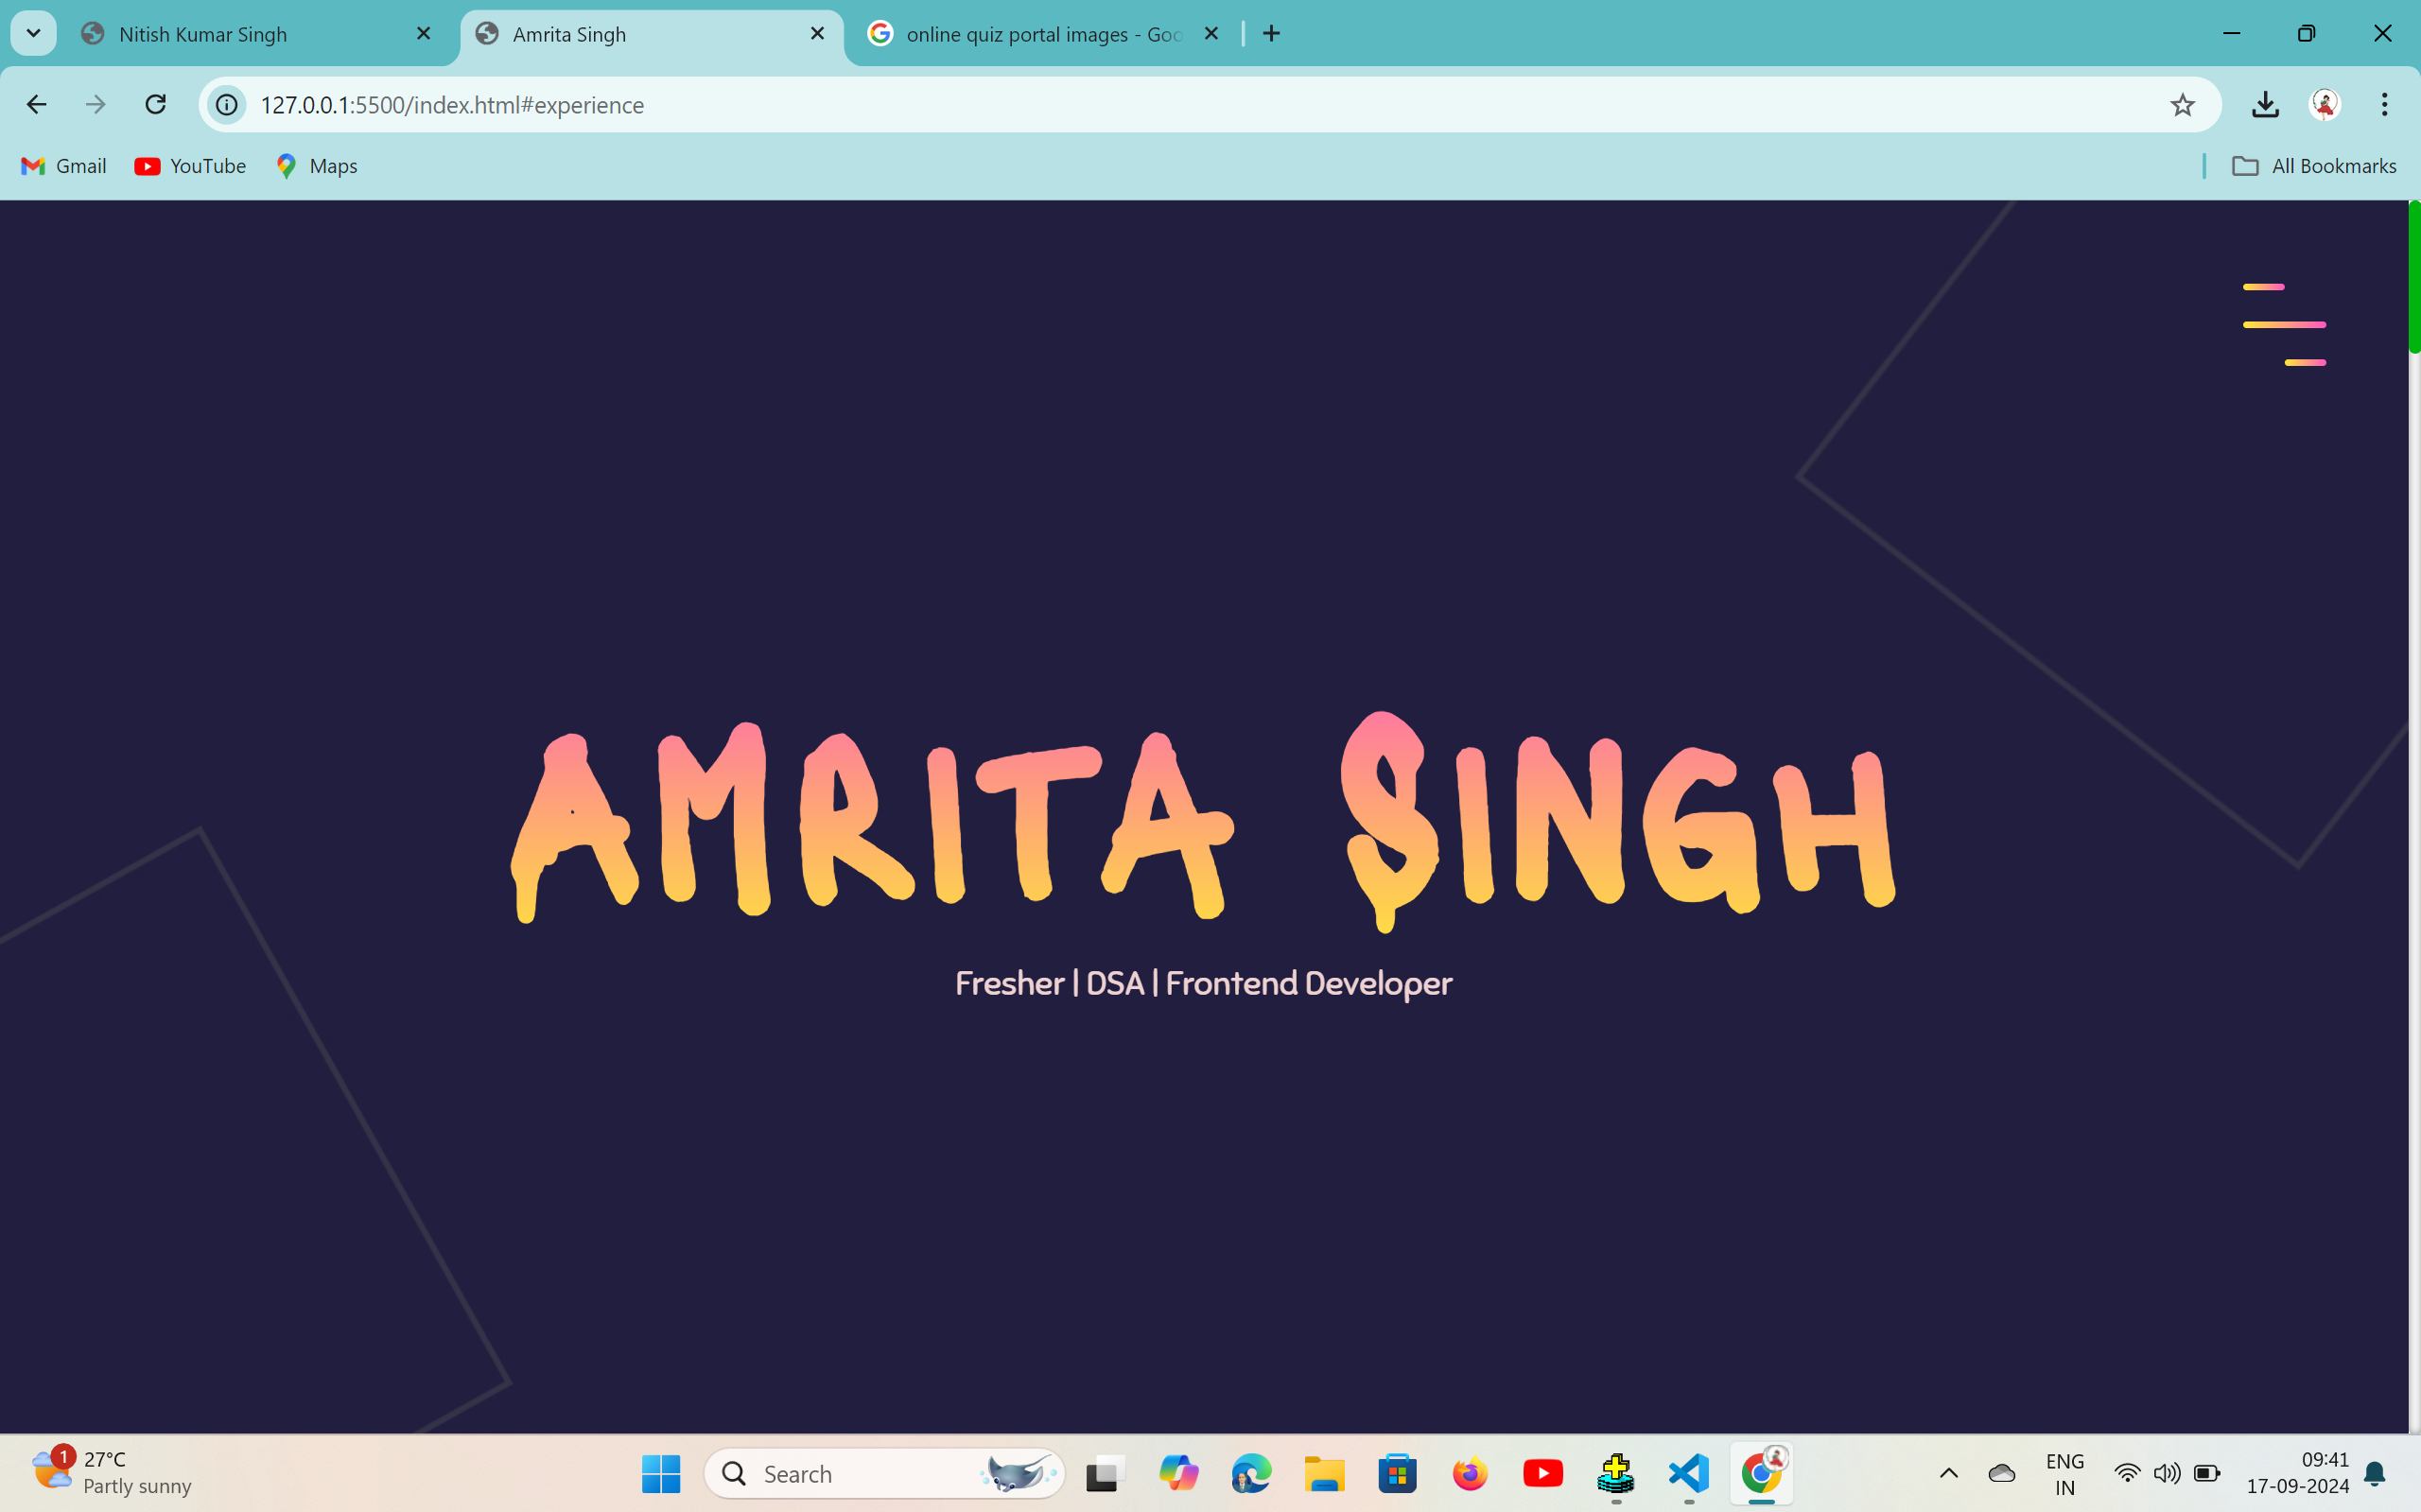 Nitish Kumar Singh
Amrita Singh
online quiz portal images - Goo
127.0.0.1:5500/index.html#experience
Gmail
YouTube
Maps
All Bookmarks
AMRITA SINGH
Fresher | DSA | Frontend Developer
1
27°C
Partly sunny
Search
ENG
IN
09:41
17-09-2024